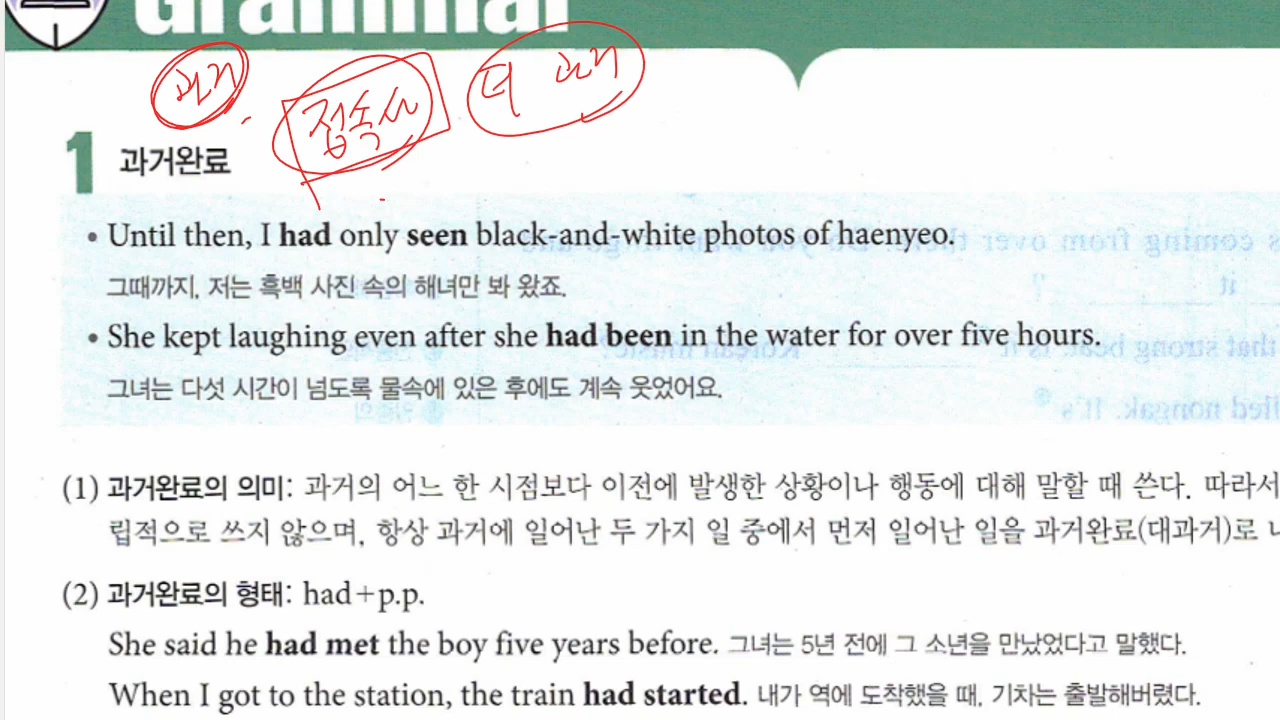 Grammar
과거 접속사 더 과거
1 과거완료
• Until then, I had only seen black-and-white photos of haenyeo.
그때까지, 저는 흑백 사진 속의 해녀만 봐 왔죠.
• She kept laughing even after she had been in the water for over five hours.
그녀는 다섯 시간이 넘도록 물속에 있은 후에도 계속 웃었어요.
(1) 과거완료의 의미: 과거의 어느 한 시점보다 이전에 발생한 상황이나 행동에 대해 말할 때 쓴다. 따라서
립적으로 쓰지 않으며, 항상 과거에 일어난 두 가지 일 중에서 먼저 일어난 일을 과거완료(대과거)로
(2) 과거완료의 형태: had+p.p.
She said he had met the boy five years before. 그녀는 5년 전에 그 소년을 만났었다고 말했다.
When I got to the station, the train had started. 내가 역에 도착했을 때, 기차는 출발해버렸다.